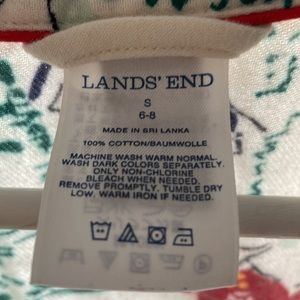 LANDS' END
S
6-8
MADE IN SRI LANKA
100% COTTON/BAUMWOLLE
MACHINE WASH WARM NORMAL.
WASH DARK COLORS SEPARATELY.
ONLY NON-CHLORINE
BLEACH WHEN NEEDED.
REMOVE PROMPTLY. TUMBLE DRY
LOW. WARM IRON IF NEEDED.